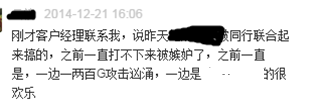 2014-12-21 16:06
刚才客户经理联系我，说昨天 被同行联合起
来搞的，之前一直打不下来被嫉妒了，之前一直
是，一边一两百G攻击汹涌，一边是 的很
欢乐